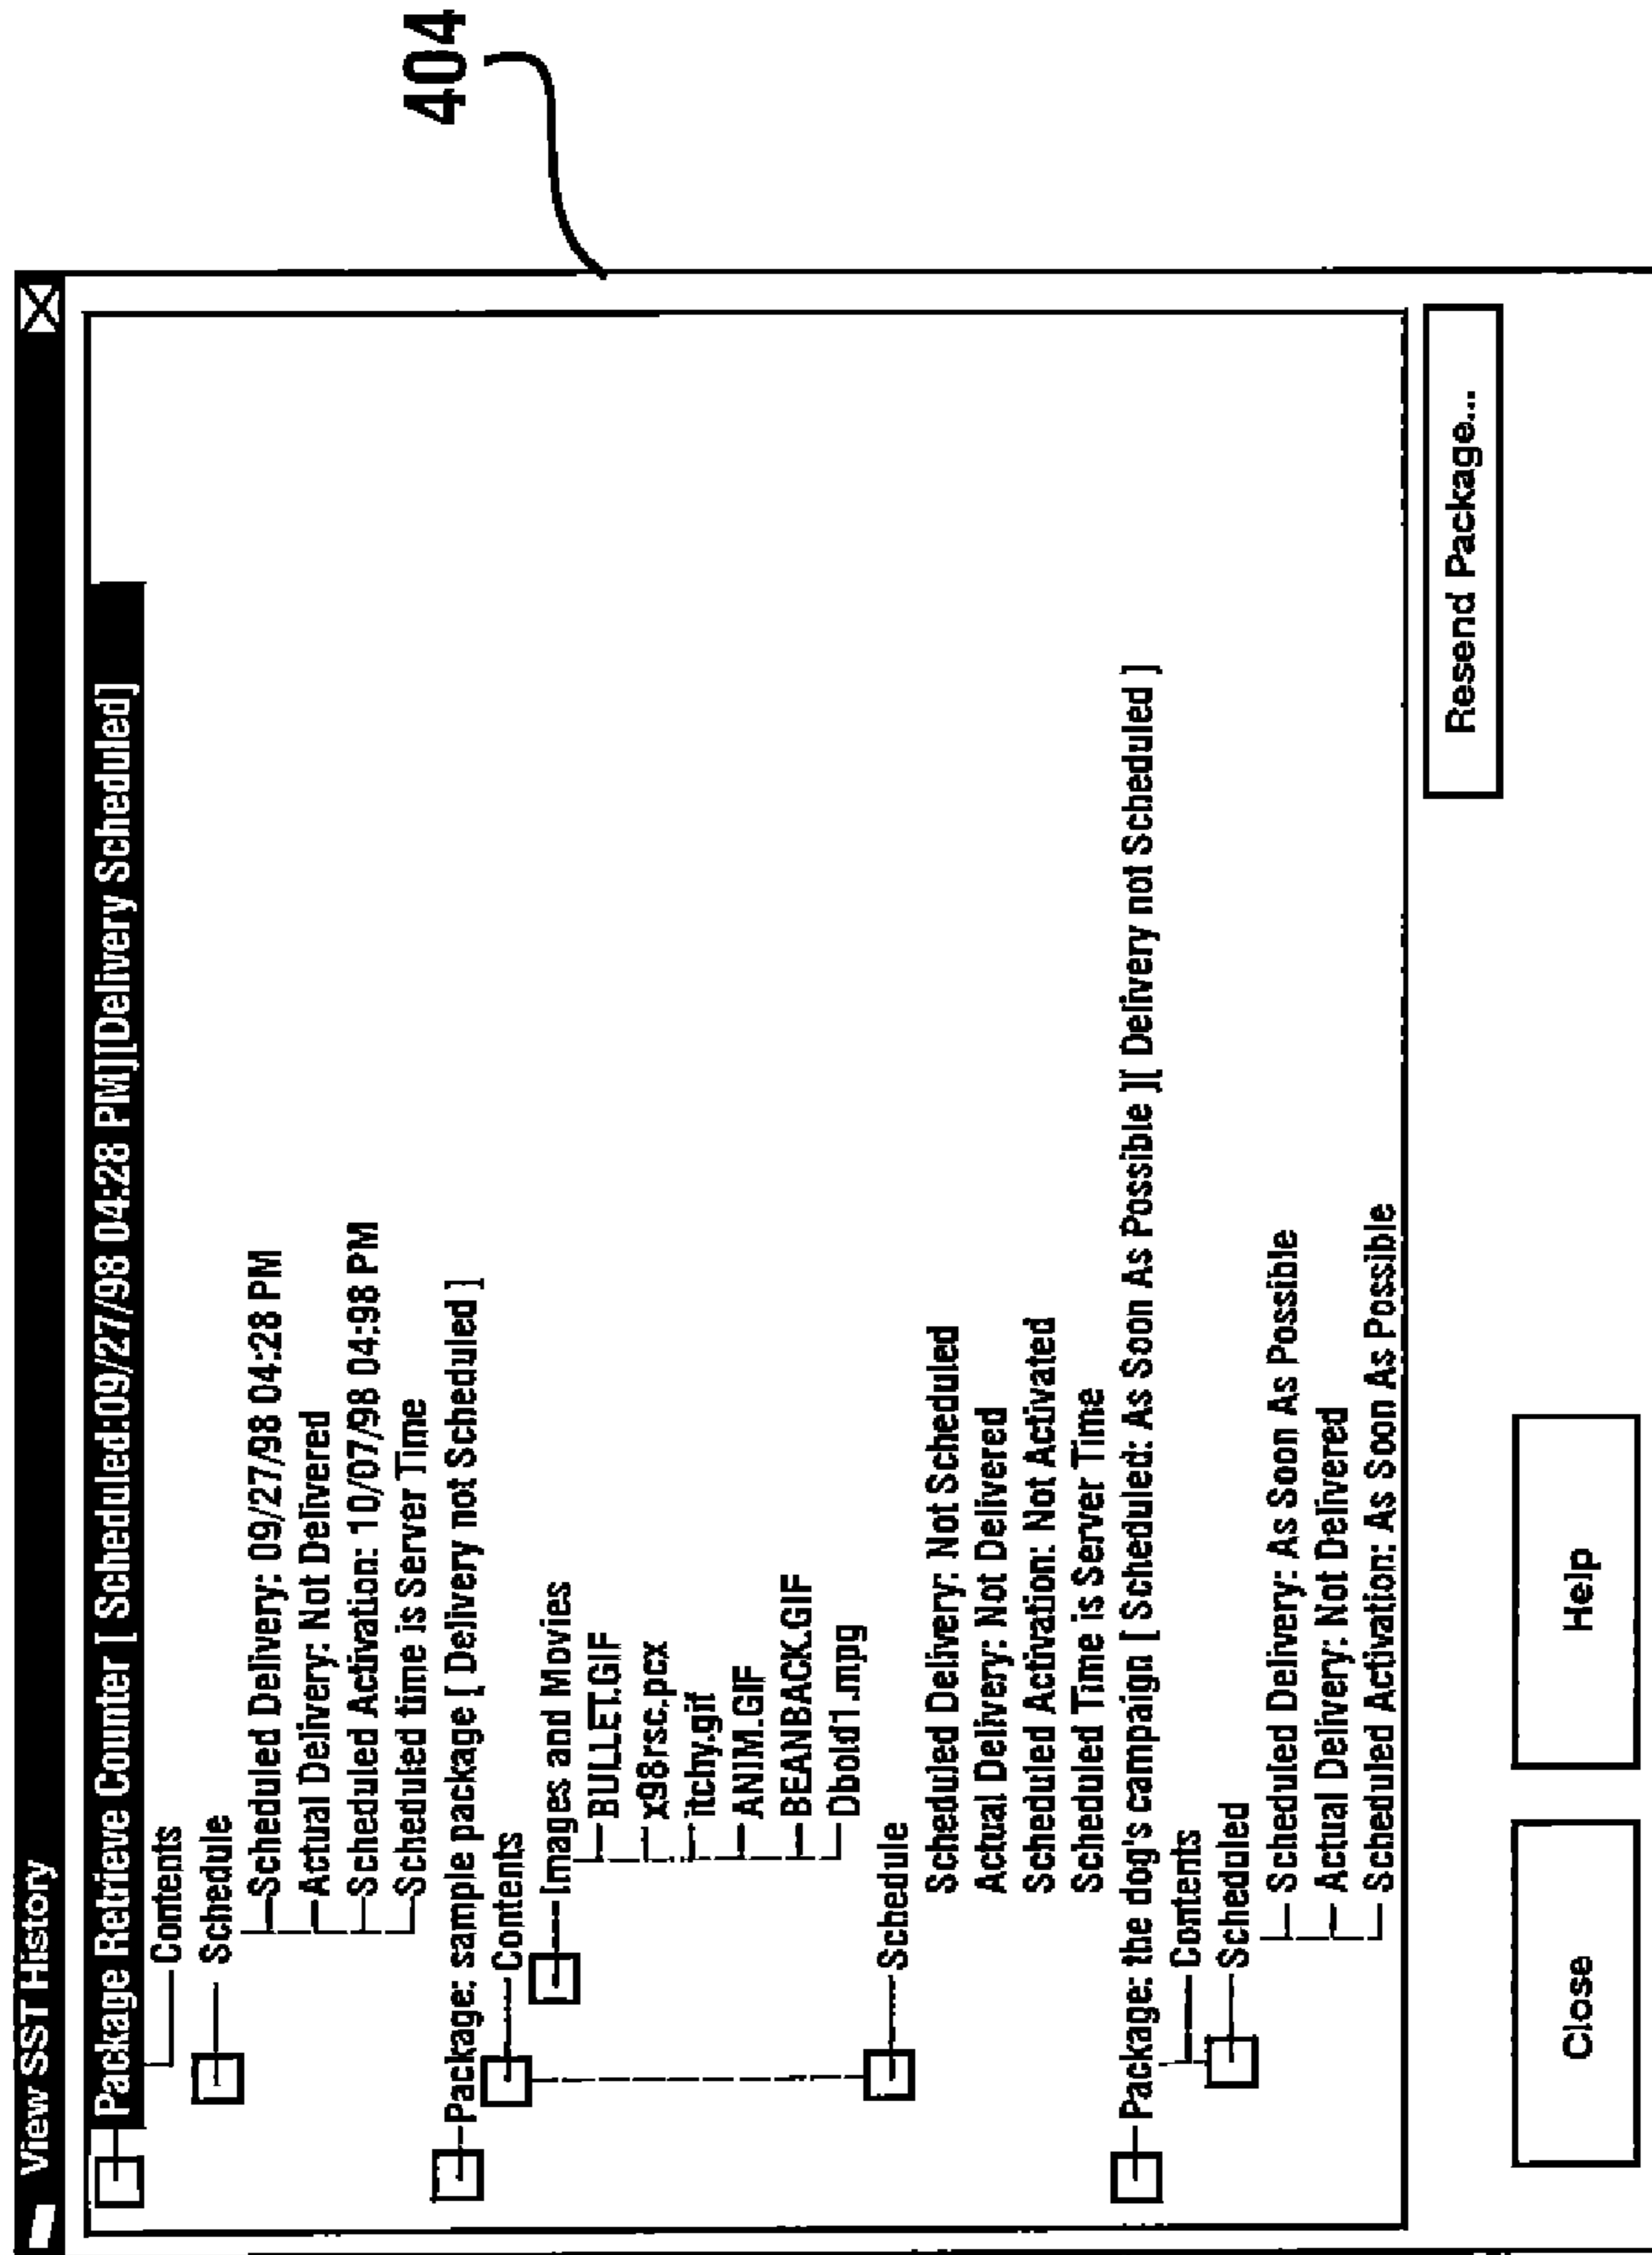 View SST History
Package Retrieve Counter [ Scheduled:09/27/98 04:28 PM][Delivery Scheduled]
Contents
Schedule
Scheduled Delivery: 09/27/98 04:28 PM
Actual Delivery: Not Delivered
Scheduled Activation: 10/07/98 04:98 PM
Scheduled time is Server Time
Package: sample package [ Delivery not Scheduled ]
Contents
Images and Movies
BULLET.GIF
x98rsc.pcx
itchy.gif
ANIM.GIF
BEANBACK.GIF
Dbold1.mpg
Schedule
Scheduled Delivery: Not Scheduled
Actual Delivery: Not Delivered
Scheduled Activation: Not Activated
Scheduled Time is Server Time
Package: the dog's campaign [ Scheduled: As Soon As Possible ][ Delivery not Scheduled ]
Contents
Scheduled
Scheduled Delivery: As Soon As Possible
Actual Delivery: Not Delivered
Scheduled Activation: As Soon As Possible
Resend Package...
Close
Help
404